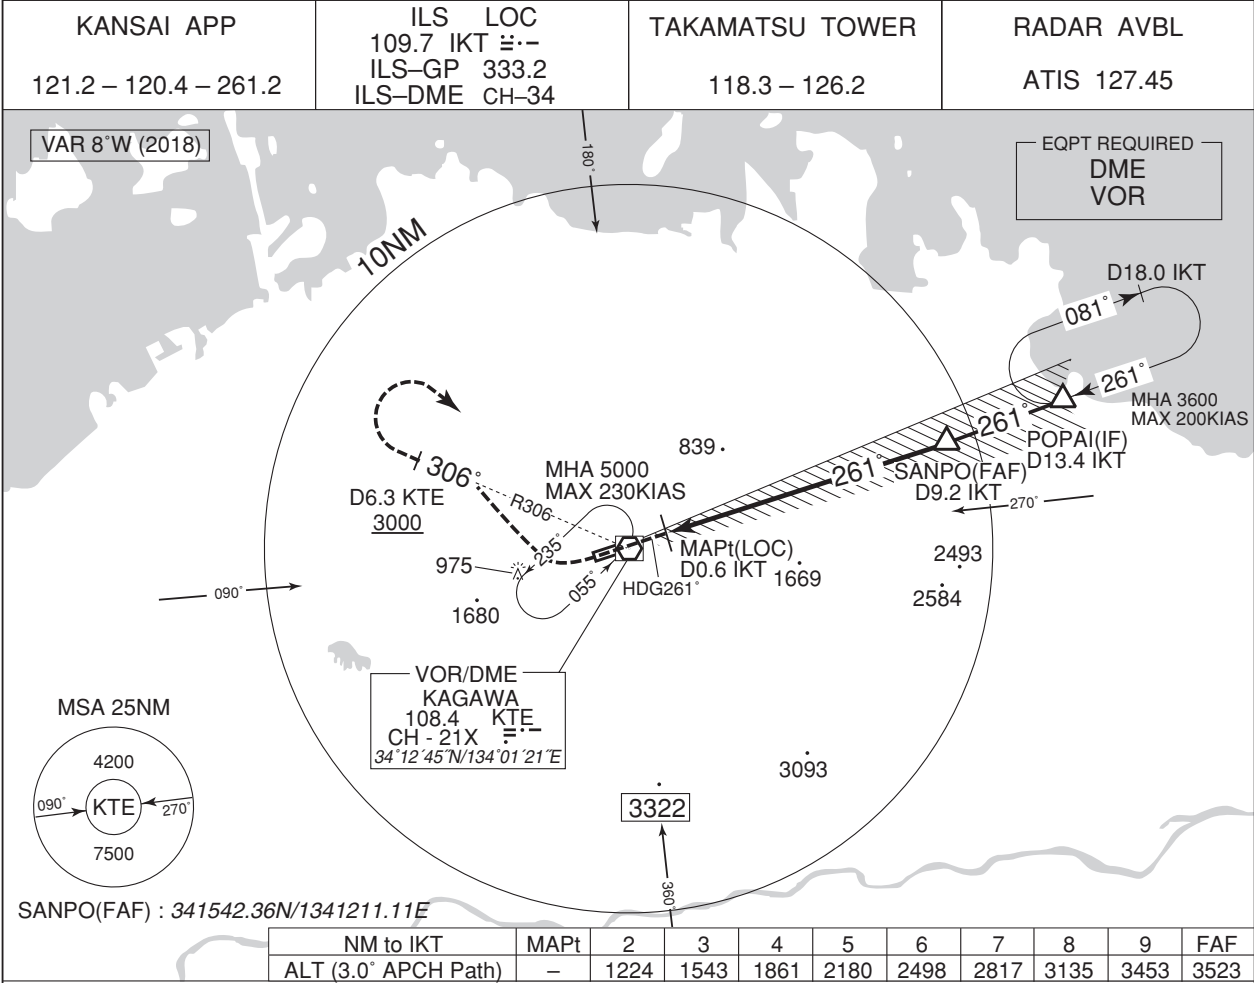 KANSAI APP
121.2 – 120.4 – 261.2
ILS LOC
109.7 IKT
ILS–GP 333.2
ILS–DME CH–34
TAKAMATSU TOWER
118.3 – 126.2
RADAR AVBL
ATIS 127.45
VAR 8°W (2018)
EQPT REQUIRED
DME
VOR
180°
10NM
D18.0 IKT
081°
261°
MHA 3600
MAX 200KIAS
261°
POPAI(IF)
D13.4 IKT
839
261°
SANPO(FAF)
D9.2 IKT
270°
306°
MHA 5000
MAX 230KIAS
D6.3 KTE
3000
R306
235°
MAPt(LOC)
D0.6 IKT
975
055°
HDG261°
1669
2493
2584
090°
1680
VOR/DME
KAGAWA
108.4 KTE
CH - 21X
34°12´45˝N/134°01´21˝E
MSA 25NM
4200
090°
KTE
270°
7500
3093
3322
360°
SANPO(FAF) : 341542.36N/1341211.11E
NM to IKT MAPt 2 3 4 5 6 7 8 9 FAF
ALT (3.0° APCH Path) – 1224 1543 1861 2180 2498 2817 3135 3453 3523